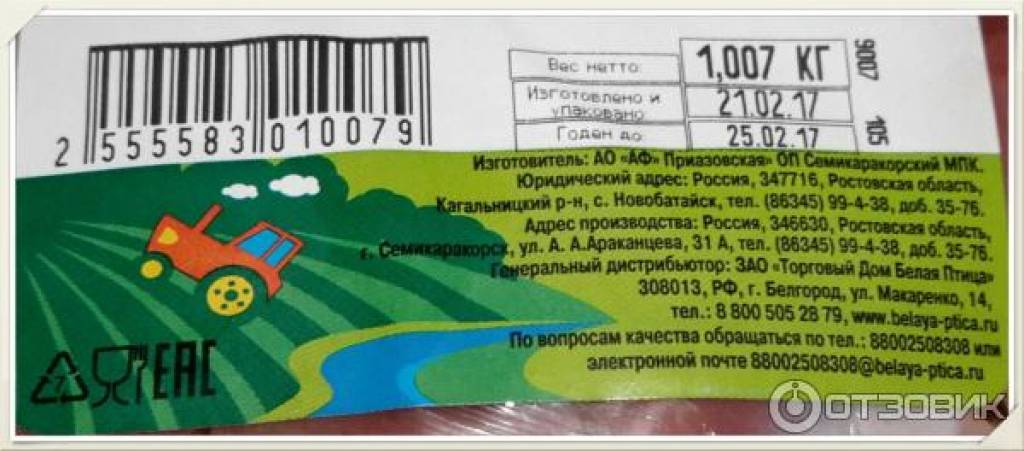 2 555583 010079
Вес нетто: 1,007 КГ
Изготовлено и упаковано 21.02.17
Годен до: 25.02.17
9007 105
Изготовитель: АО «АФ» Приазовская» ОП Семикаракорский МПК.
Юридический адрес: Россия, 347716, Ростовская область,
Кагальницкий р-н, с. Новобатайск, тел. (86345) 99-4-38, доб. 35-76.
Адрес производства: Россия, 346630, Ростовская область,
г. Семикаракорск, ул. А. А.Араканцева, 31 А, тел. (86345) 99-4-38, доб. 35-76.
Генеральный дистрибьютор: ЗАО «Торговый Дом Белая Птица»
308013, РФ, г. Белгород, ул. Макаренко, 14,
тел.: 8 800 505 28 79, www.belaya-ptica.ru
По вопросам качества обращаться по тел.: 88002508308 или
электронной почте 88002508308@belaya-ptica.ru
7 EAC
ОТЗОВИК